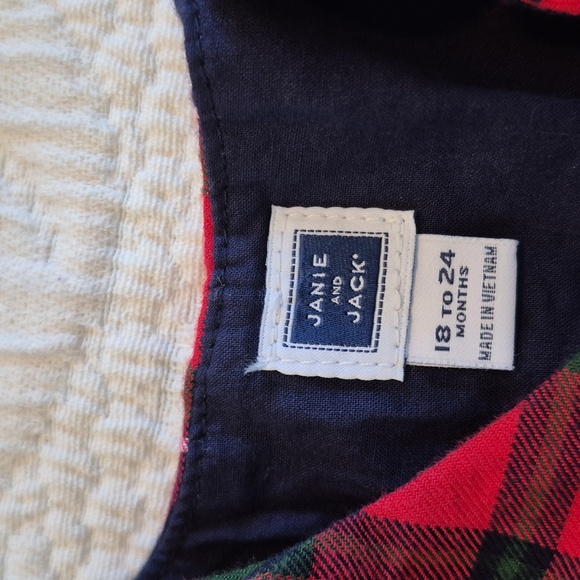 JANIE
AND
JACK
18 TO 24
MONTHS
MADE IN VIETNAM